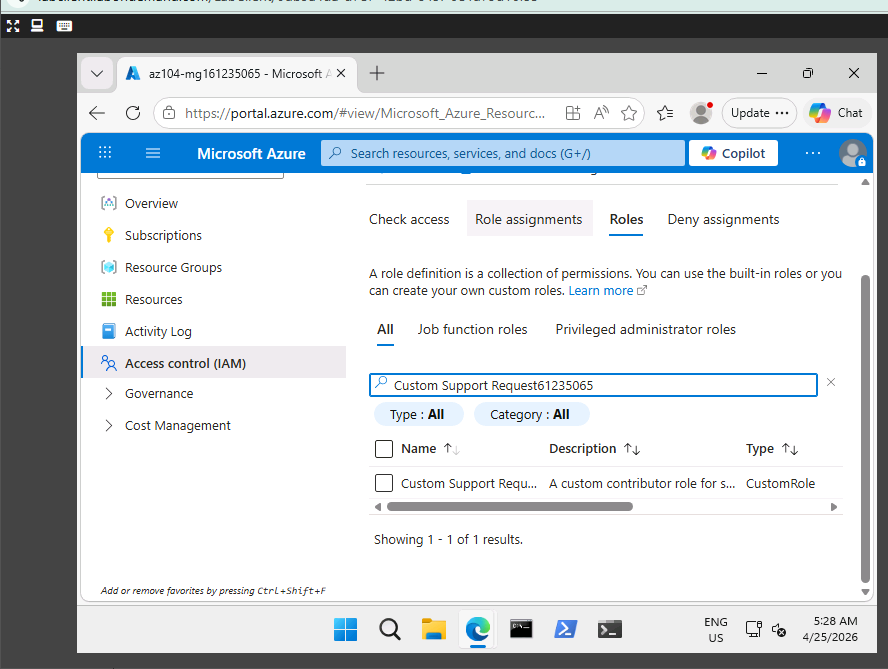 az104-mg161235065 - Microsoft A
https://portal.azure.com/#view/Microsoft_Azure_Resourc...
Update
Chat
Microsoft Azure
Search resources, services, and docs (G+/)
Copilot
Overview
Subscriptions
Resource Groups
Resources
Activity Log
Access control (IAM)
Governance
Cost Management
Add or remove favorites by pressing Ctrl+Shift+F
Check access
Role assignments
Roles
Deny assignments
A role definition is a collection of permissions. You can use the built-in roles or you
can create your own custom roles. Learn more
All
Job function roles
Privileged administrator roles
Custom Support Request61235065
Type : All
Category : All
Name
Description
Type
Custom Support Requ...
A custom contributor role for s...
CustomRole
Showing 1 - 1 of 1 results.
ENG
US
5:28 AM
4/25/2026